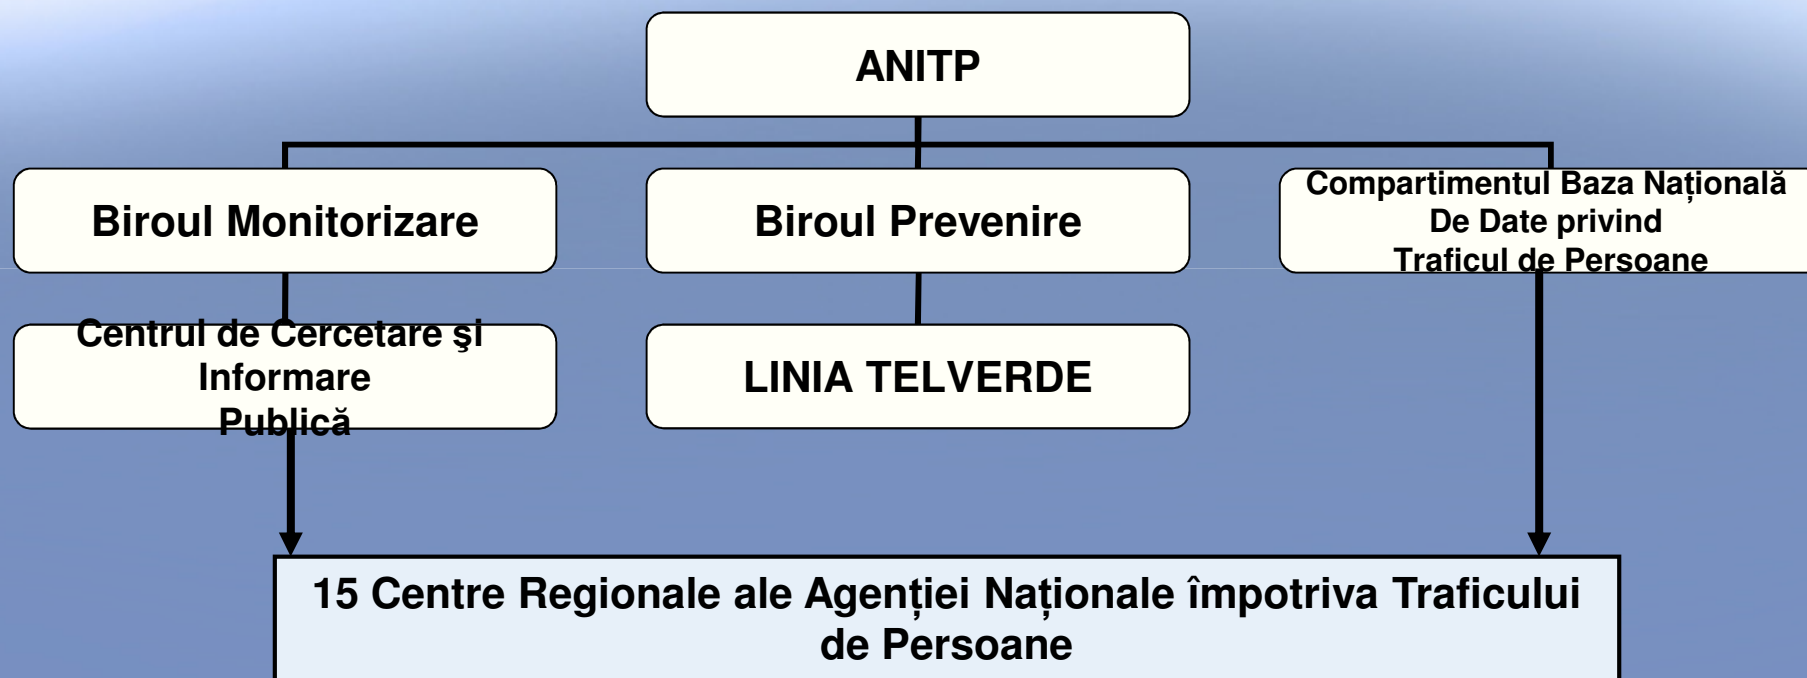 ANITP
Biroul Monitorizare
Biroul Prevenire
Compartimentul Baza Națională
De Date privind
Traficul de Persoane
Centrul de Cercetare şi
Informare
Publică
LINIA TELVERDE
15 Centre Regionale ale Agenției Naționale împotriva Traficului
de Persoane